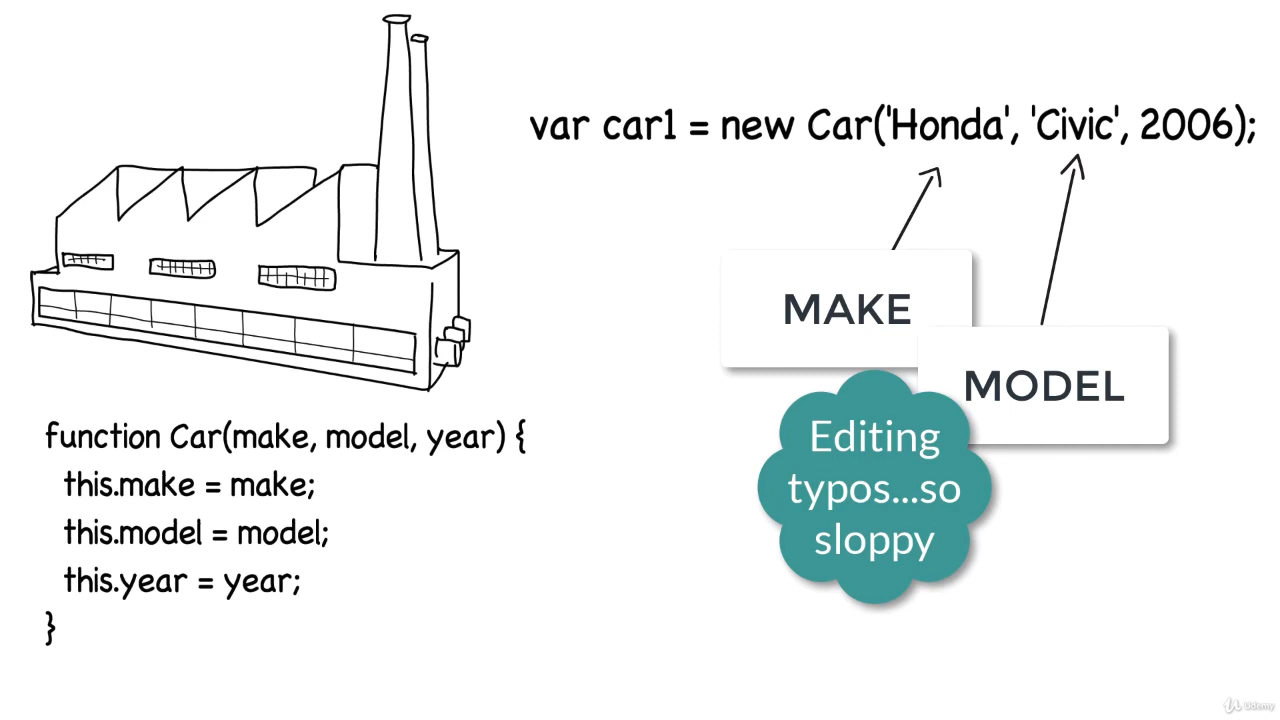 var car1 = new Car('Honda', 'Civic', 2006);
MAKE
MODEL
Editing
typos...so
sloppy
function Car(make, model, year) {
this.make = make;
this.model = model;
this.year = year;
}
Udemy